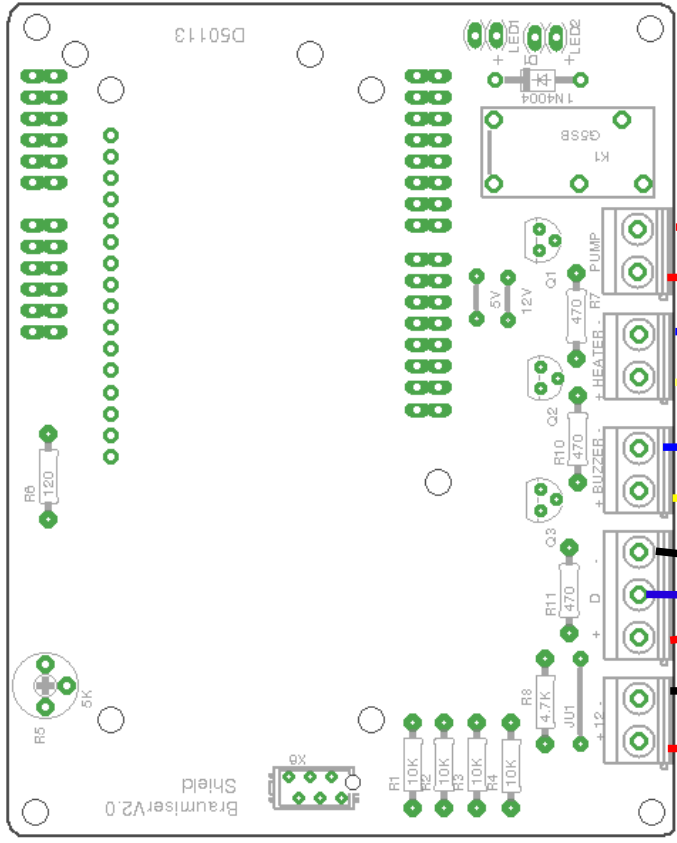 D50113
LED1
LED2
+
+
D1
1N4004
G5SB
K1
PUMP
Q1
5V
12V
470
R7
+ HEATER -
Q2
R10
470
+ BUZZER -
Q3
R6
120
R11
470
+ D -
R8
4.7K
JU1
+ 12 -
5K
R5
X6
R1
10K
R2
10K
R3
10K
R4
10K
BraumiserV2.0
Shield